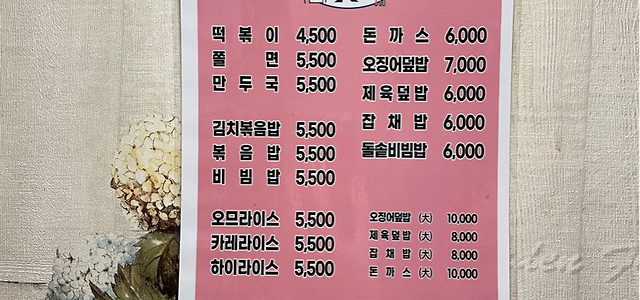 떡볶이 4,500
쫄면 5,500
만두국 5,500
김치볶음밥 5,500
볶음밥 5,500
비빔밥 5,500
오므라이스 5,500
카레라이스 5,500
하이라이스 5,500
돈까스 6,000
오징어덮밥 7,000
제육덮밥 6,000
잡채밥 6,000
돌솥비빔밥 6,000
오징어덮밥 (大) 10,000
제육덮밥 (大) 8,000
잡채밥 (大) 8,000
돈까스 (大) 10,000